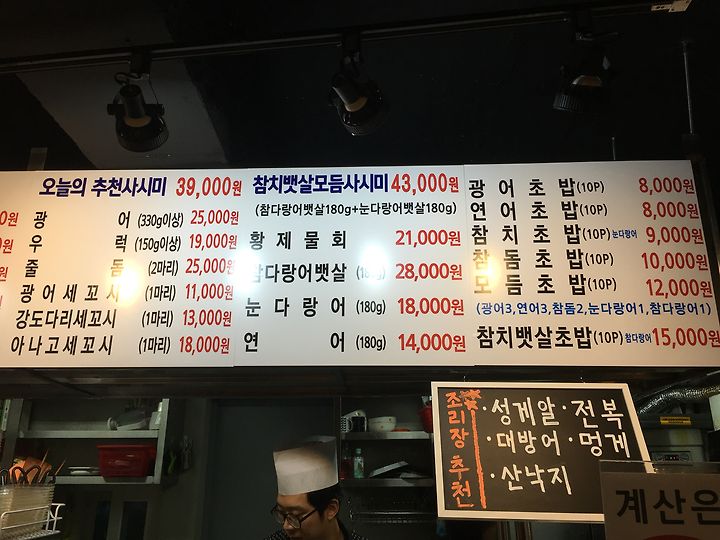 오늘의 추천사시미 39,000원
광 어 (330g이상) 25,000원
우 럭 (150g이상) 19,000원
줄 돔 (2마리) 25,000원
광어세꼬시 (1마리) 11,000원
강도다리세꼬시 (1마리) 13,000원
아나고세꼬시 (1마리) 18,000원
참치뱃살모듬사시미 43,000원
(참다랑어뱃살180g+눈다랑어뱃살180g)
황제물회 21,000원
참다랑어뱃살 28,000원
눈다랑어 (180g) 18,000원
연 어 (180g) 14,000원
광어초밥(10P) 8,000원
연어초밥(10P) 8,000원
참치초밥(10P)눈다랑어 9,000원
참돔초밥(10P) 10,000원
모듬초밥(10P) 12,000원
(광어3,연어3,참돔2,눈다랑어1,참다랑어1)
참치뱃살초밥(10P)참다랑어 15,000원
조리장 추천
·성게알 ·전복
·대방어 ·멍게
·산낙지
계산은